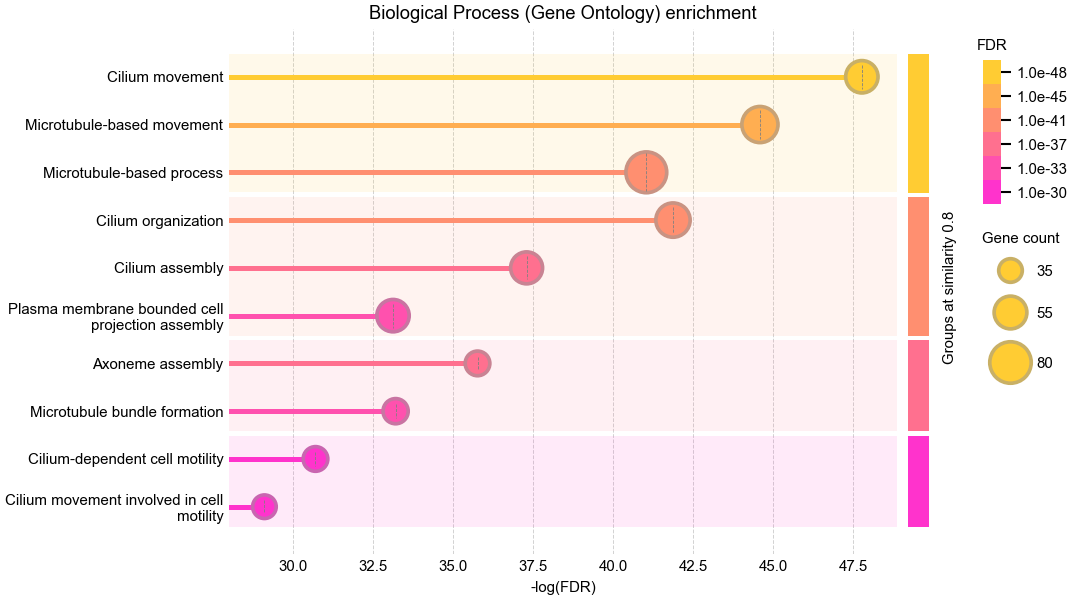 Biological Process (Gene Ontology) enrichment
Cilium movement
Microtubule-based movement
Microtubule-based process
Cilium organization
Cilium assembly
Plasma membrane bounded cell
projection assembly
Axoneme assembly
Microtubule bundle formation
Cilium-dependent cell motility
Cilium movement involved in cell
motility
30.0
32.5
35.0
37.5
40.0
42.5
45.0
47.5
-log(FDR)
Groups at similarity 0.8
FDR
1.0e-48
1.0e-45
1.0e-41
1.0e-37
1.0e-33
1.0e-30
Gene count
35
55
80